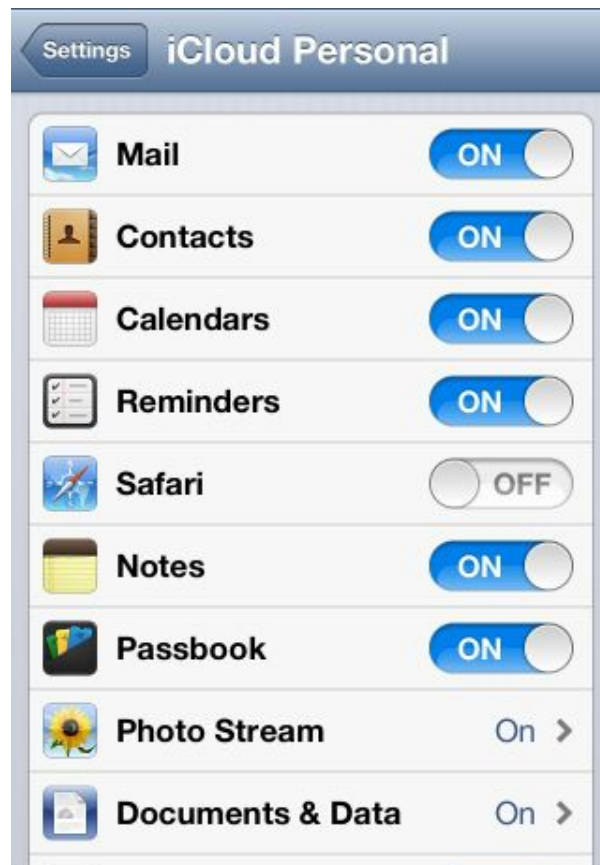 Settings iCloud Personal
Mail ON
Contacts ON
Calendars ON
Reminders ON
Safari OFF
Notes ON
Passbook ON
Photo Stream On
Documents & Data On